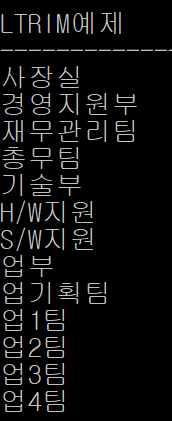 LTRIM예제
--------------
사장실
경영지원부
재무관리팀
총무팀
기술부
H/W지원
S/W지원
업부
업기획팀
업1팀
업2팀
업3팀
업4팀